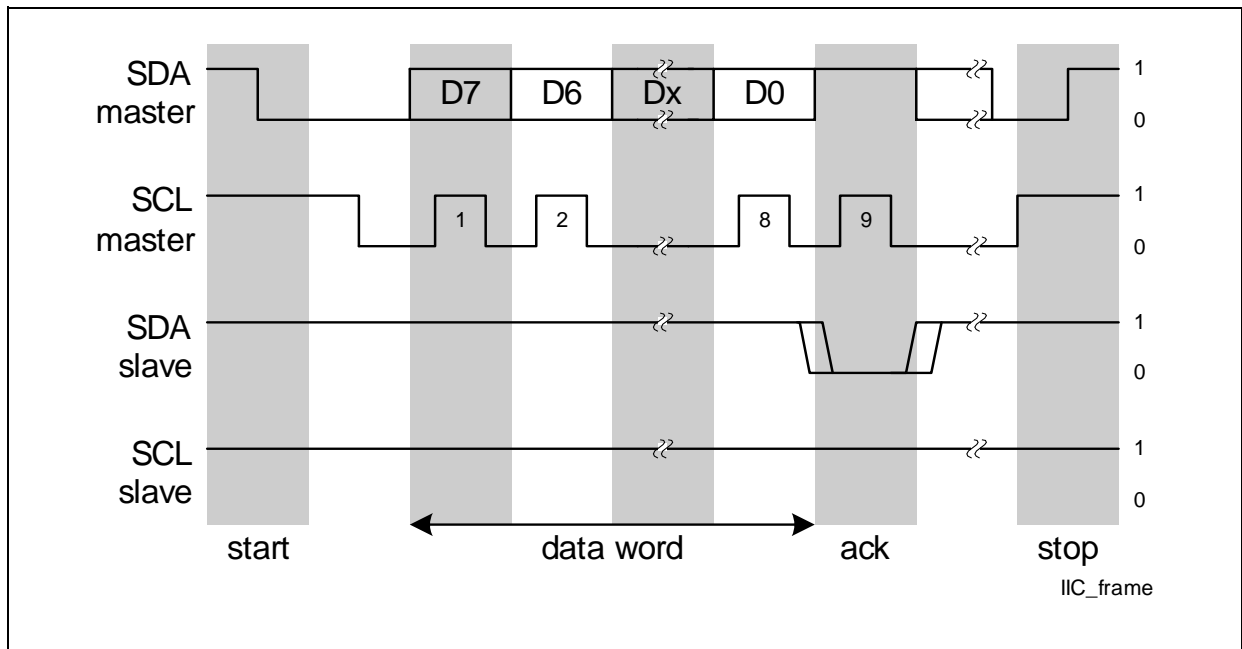 SDA
master
D7 D6 Dx D0
1
0
SCL
master
1 2 8 9
1
0
SDA
slave
1
0
SCL
slave
1
0
start data word ack stop
IIC_frame